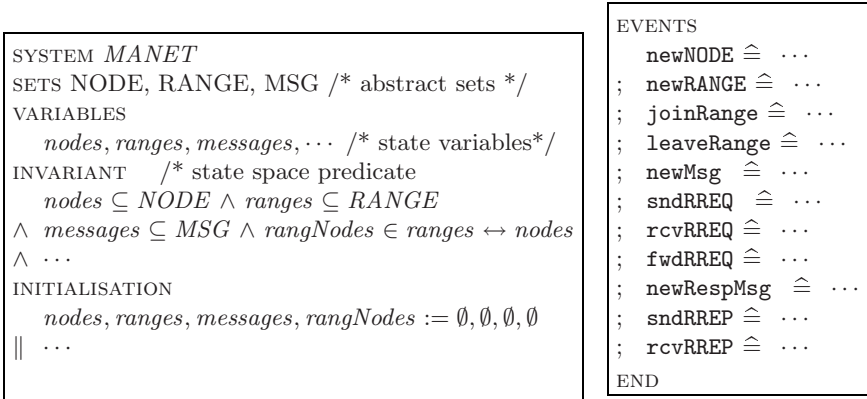 SYSTEM MANET
SETS NODE, RANGE, MSG /* abstract sets */
VARIABLES
nodes, ranges, messages, ⋯ /* state variables*/
INVARIANT /* state space predicate
nodes ⊆ NODE ∧ ranges ⊆ RANGE
∧ messages ⊆ MSG ∧ rangNodes ∈ ranges ↔ nodes
∧ ⋯
INITIALISATION
nodes, ranges, messages, rangNodes := ∅, ∅, ∅, ∅
‖ ⋯
EVENTS
newNODE ≙ ⋯
; newRANGE ≙ ⋯
; joinRange ≙ ⋯
; leaveRange ≙ ⋯
; newMsg ≙ ⋯
; sndRREQ ≙ ⋯
; rcvRREQ ≙ ⋯
; fwdRREQ ≙ ⋯
; newRespMsg ≙ ⋯
; sndRREP ≙ ⋯
; rcvRREP ≙ ⋯
END